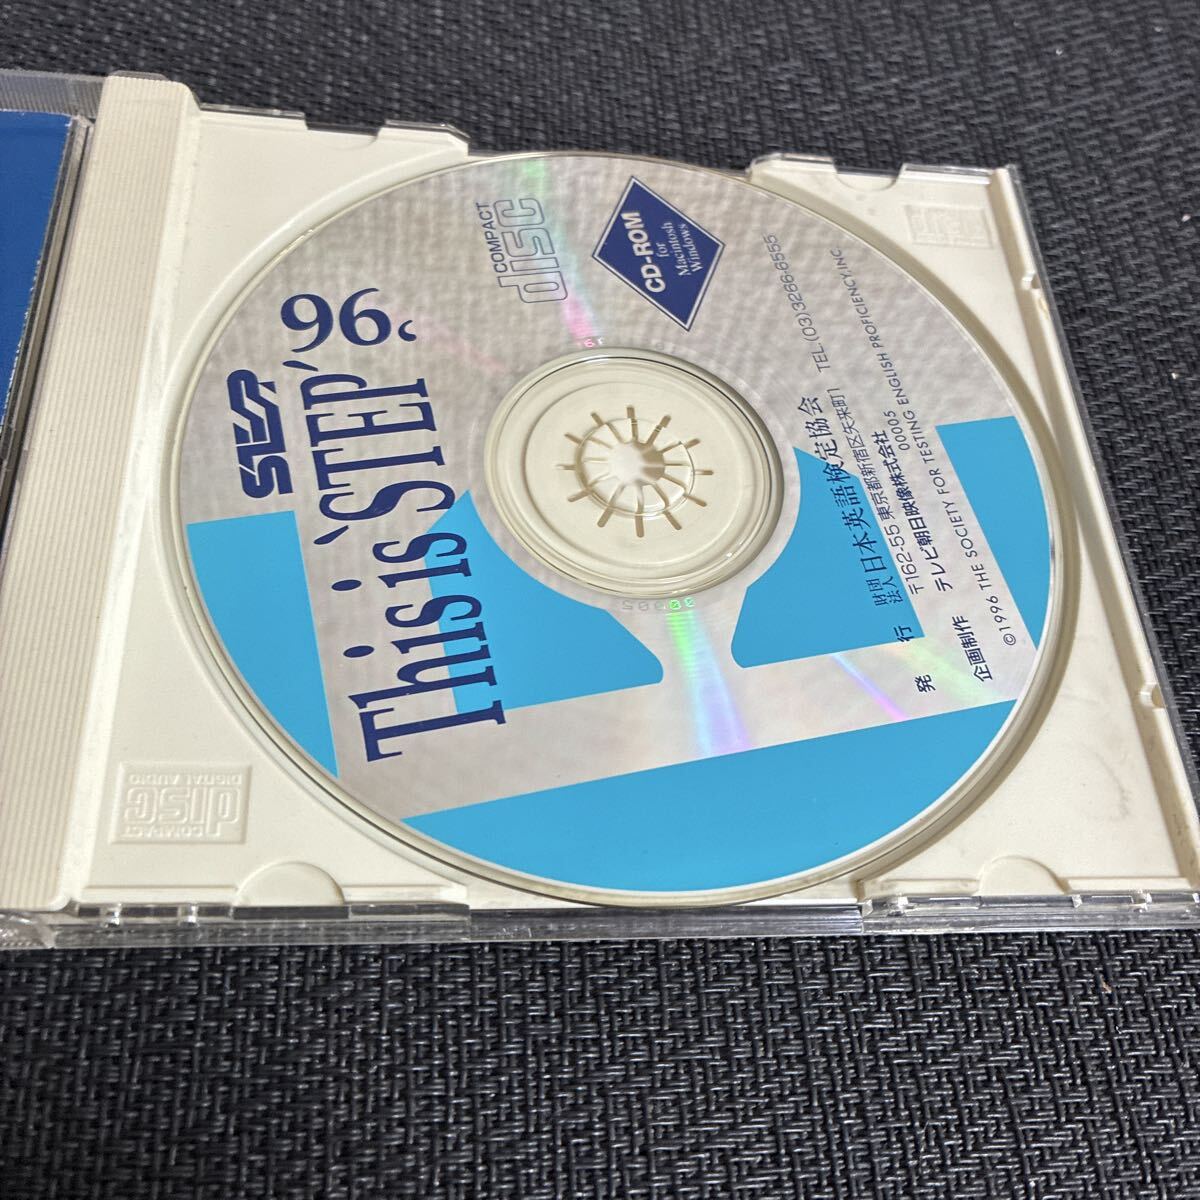 STEP
This is 'STEP' '96.
COMPACT
disc
CD-ROM
for
Macintosh
Windows
発行 財団法人 日本英語検定協会
〒162-55 東京都新宿区矢来町1 TEL.(03)3266-6555
企画制作 テレビ朝日映像株式会社 00005
©1996 THE SOCIETY FOR TESTING ENGLISH PROFICIENCY,INC.
COMPACT
disc
DIGITAL AUDIO